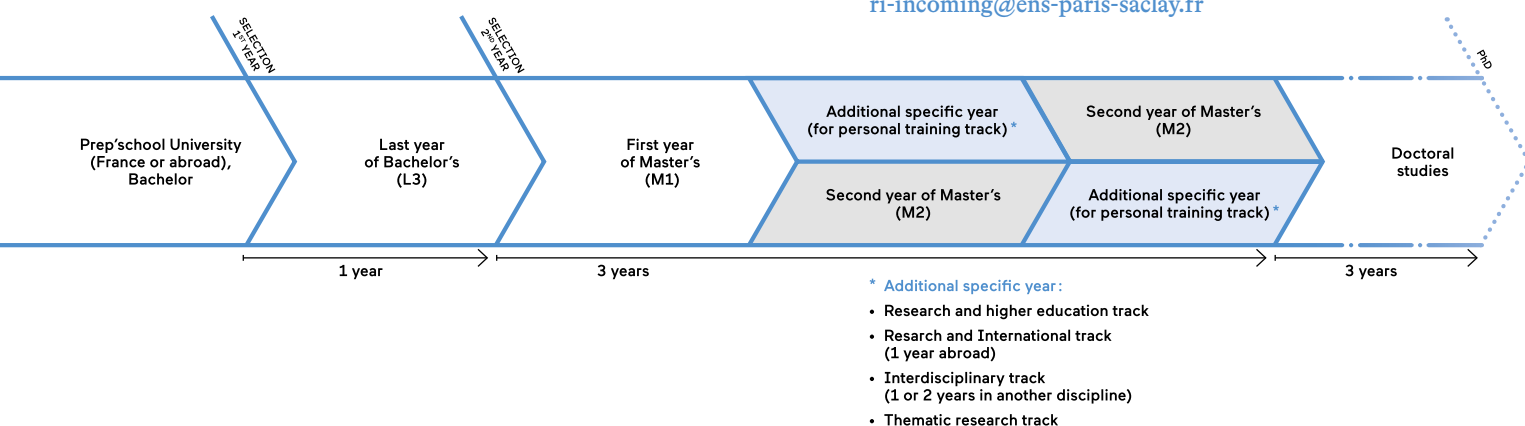 ri-incoming@ens-paris-saclay.fr
SELECTION
1ST YEAR
SELECTION
2ND YEAR
PhD
Prep'school University
(France or abroad),
Bachelor
Last year
of Bachelor's
(L3)
First year
of Master's
(M1)
Additional specific year
(for personal training track) *
Second year of Master's
(M2)
Second year of Master's
(M2)
Additional specific year
(for personal training track) *
Doctoral
studies
1 year
3 years
3 years
* Additional specific year :
• Research and higher education track
• Resarch and International track
(1 year abroad)
• Interdisciplinary track
(1 or 2 years in another discipline)
• Thematic research track